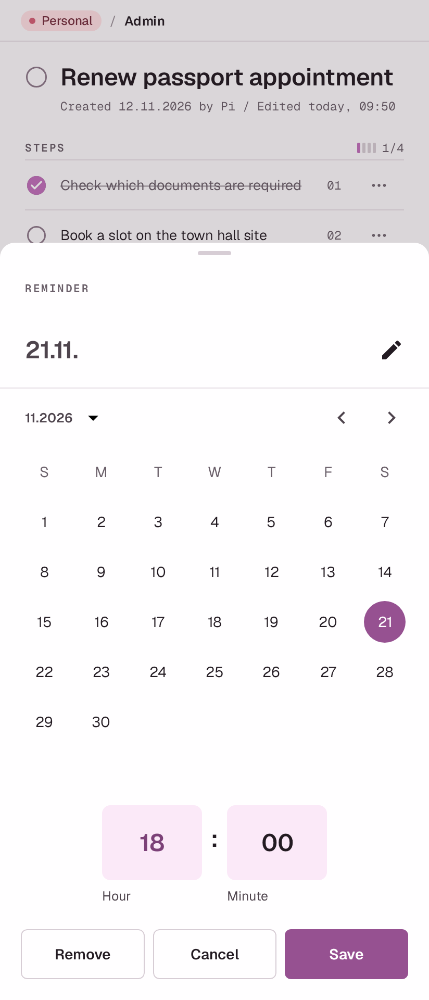 Personal / Admin
Renew passport appointment
Created 12.11.2026 by Pi / Edited today, 09:50
STEPS 1/4
Check which documents are required 01
Book a slot on the town hall site 02
REMINDER
21.11.
11.2026
S M T W T F S
1 2 3 4 5 6 7
8 9 10 11 12 13 14
15 16 17 18 19 20 21
22 23 24 25 26 27 28
29 30
18 : 00
Hour Minute
Remove Cancel Save